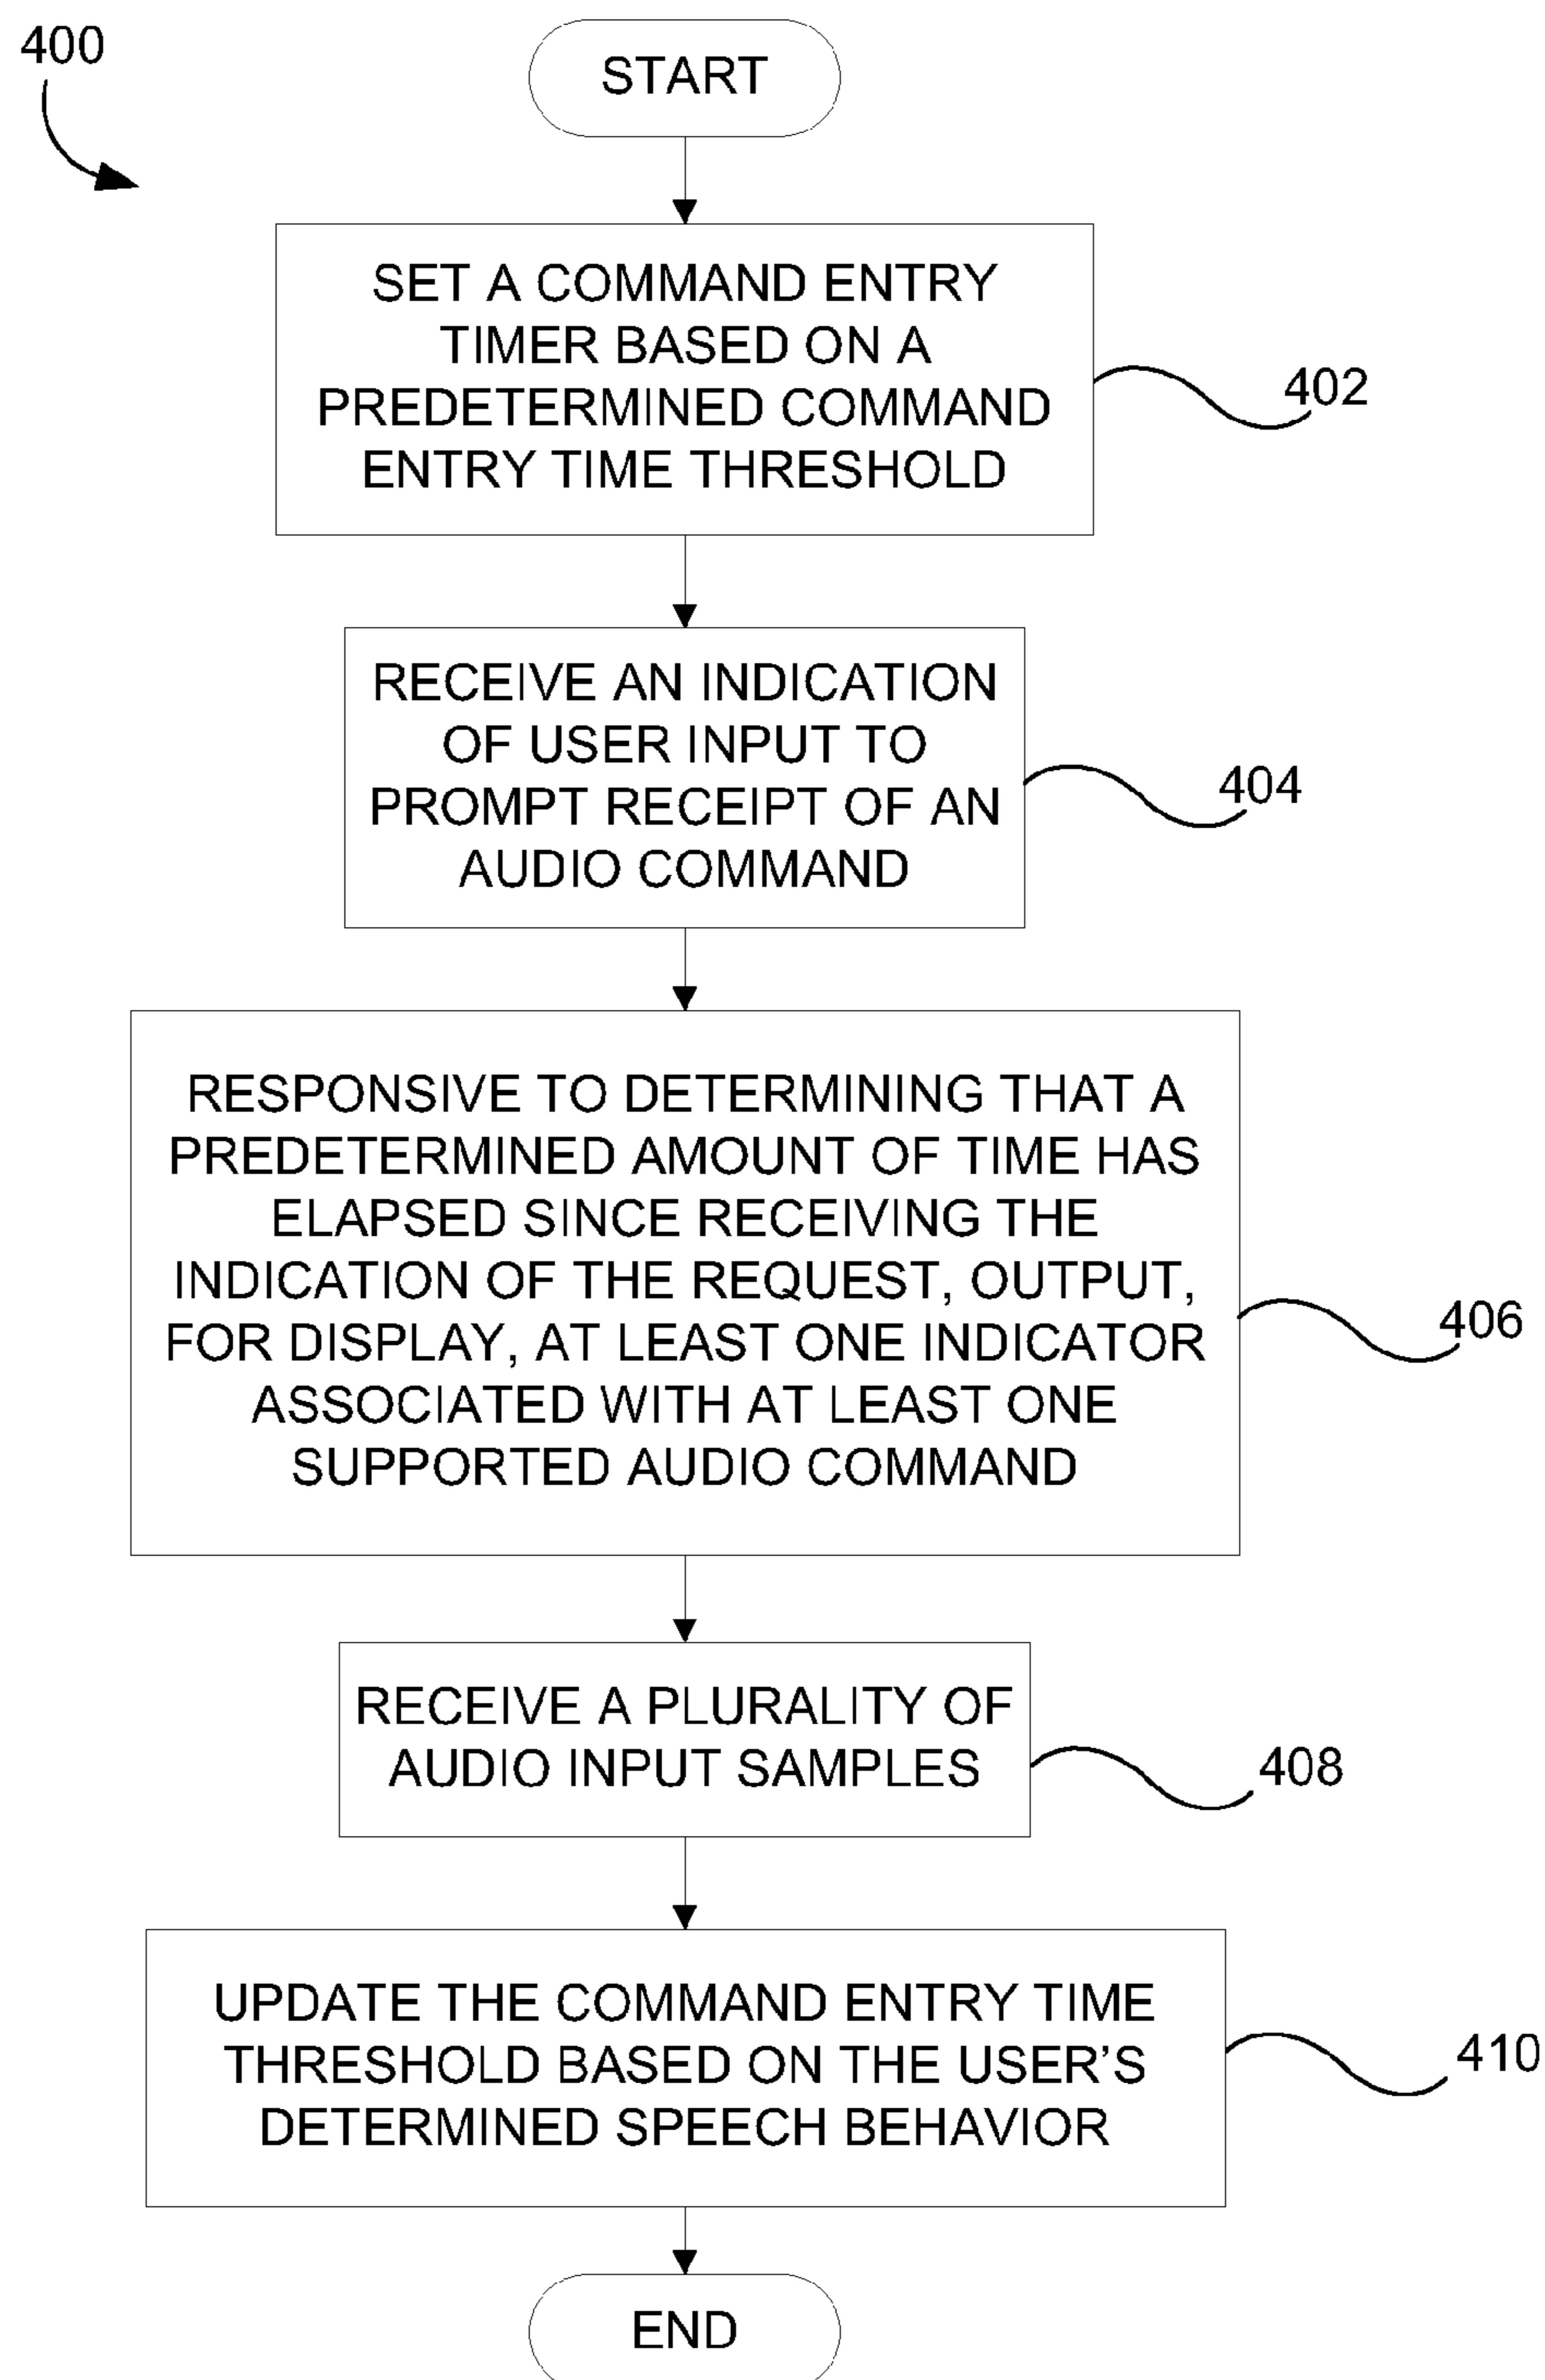 400
START
SET A COMMAND ENTRY
TIMER BASED ON A
PREDETERMINED COMMAND
ENTRY TIME THRESHOLD
402
RECEIVE AN INDICATION
OF USER INPUT TO
PROMPT RECEIPT OF AN
AUDIO COMMAND
404
RESPONSIVE TO DETERMINING THAT A
PREDETERMINED AMOUNT OF TIME HAS
ELAPSED SINCE RECEIVING THE
INDICATION OF THE REQUEST, OUTPUT,
FOR DISPLAY, AT LEAST ONE INDICATOR
ASSOCIATED WITH AT LEAST ONE
SUPPORTED AUDIO COMMAND
406
RECEIVE A PLURALITY OF
AUDIO INPUT SAMPLES
408
UPDATE THE COMMAND ENTRY TIME
THRESHOLD BASED ON THE USER’S
DETERMINED SPEECH BEHAVIOR
410
END